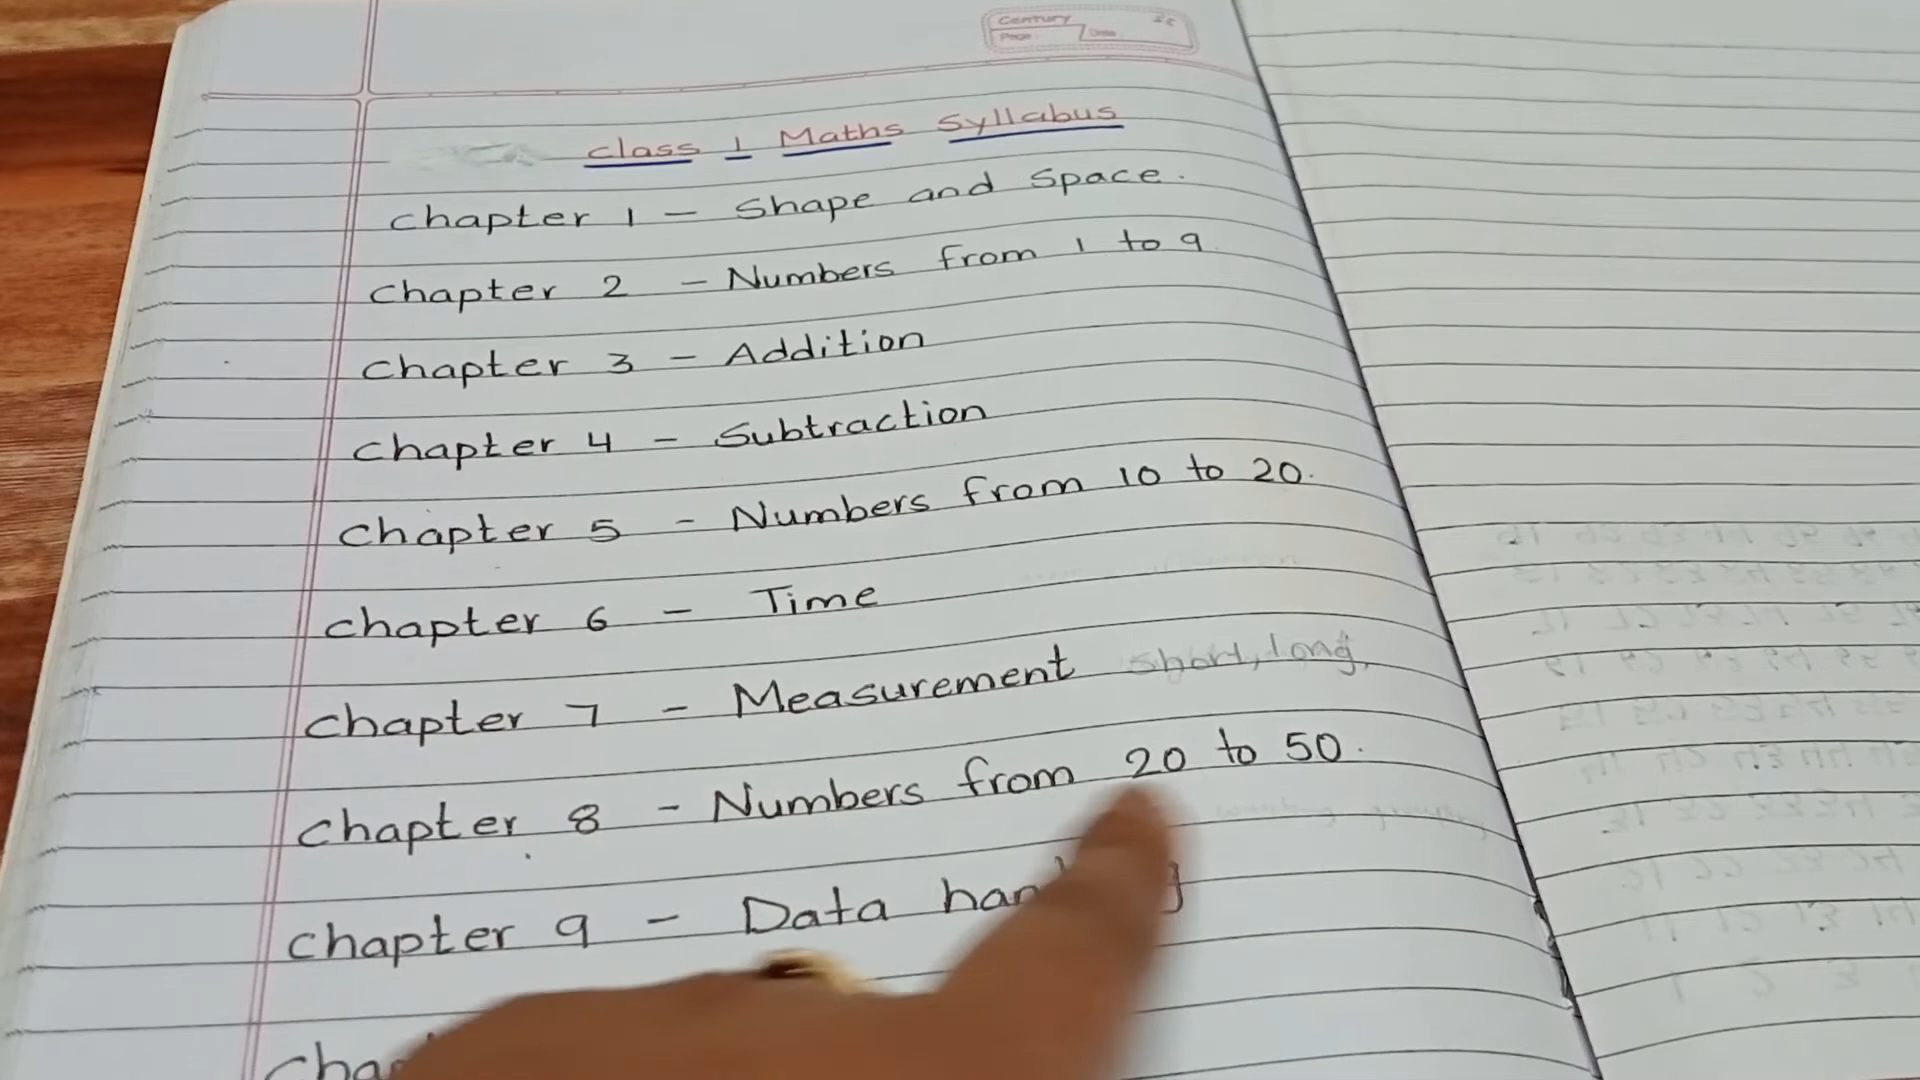 Century
Page: Date:
Class 1 Maths Syllabus
Chapter 1 - Shape and Space.
Chapter 2 - Numbers from 1 to 9
Chapter 3 - Addition
Chapter 4 - Subtraction
Chapter 5 - Numbers from 10 to 20.
Chapter 6 - Time
Chapter 7 - Measurement short, long,
Chapter 8 - Numbers from 20 to 50.
Chapter 9 - Data